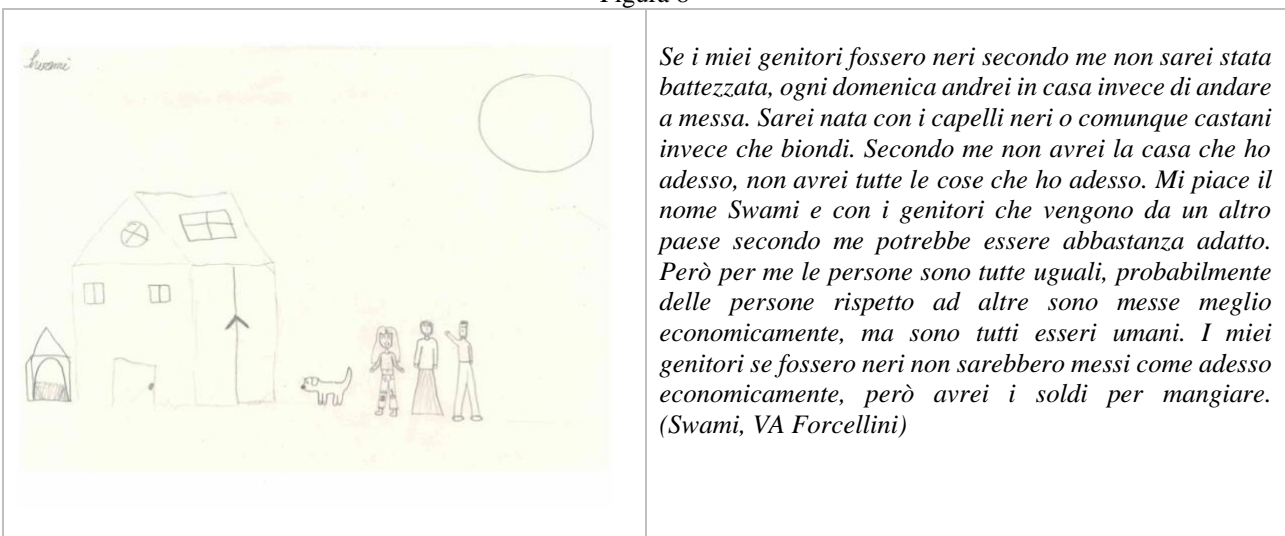 Figura 8
Swami
Se i miei genitori fossero neri secondo me non sarei stata
battezzata, ogni domenica andrei in casa invece di andare
a messa. Sarei nata con i capelli neri o comunque castani
invece che biondi. Secondo me non avrei la casa che ho
adesso, non avrei tutte le cose che ho adesso. Mi piace il
nome Swami e con i genitori che vengono da un altro
paese secondo me potrebbe essere abbastanza adatto.
Però per me le persone sono tutte uguali, probabilmente
delle persone rispetto ad altre sono messe meglio
economicamente, ma sono tutti esseri umani. I miei
genitori se fossero neri non sarebbero messi come adesso
economicamente, però avrei i soldi per mangiare.
(Swami, VA Forcellini)